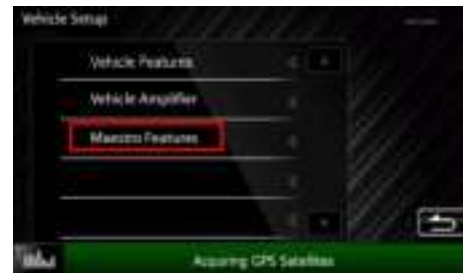 Vehicle Setup
Vehicle Features
Vehicle Amplifier
Maestro Features
Acquiring GPS Satellites